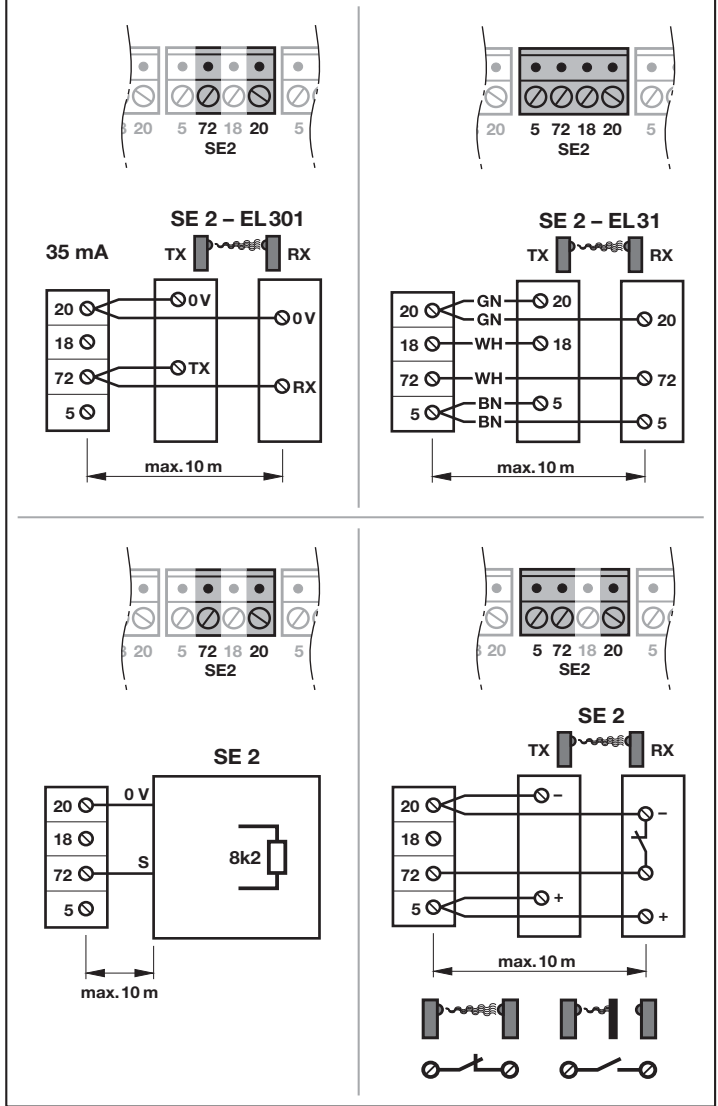 20 5 72 18 20 5
SE2
SE 2 – EL301
35 mA TX RX
20 0V
0V
18
72 TX
RX
5
max. 10 m
20 5 72 18 20 5
SE2
SE 2 – EL31
TX RX
20 GN 20
GN 20
18 WH 18
72 WH 72
5 BN 5
BN 5
max. 10 m
20 5 72 18 20 5
SE2
SE 2
20 0 V
18
8k2
72 S
5
max. 10 m
20 5 72 18 20 5
SE2
SE 2
TX RX
20 –
–
18
72
5 +
+
max. 10 m